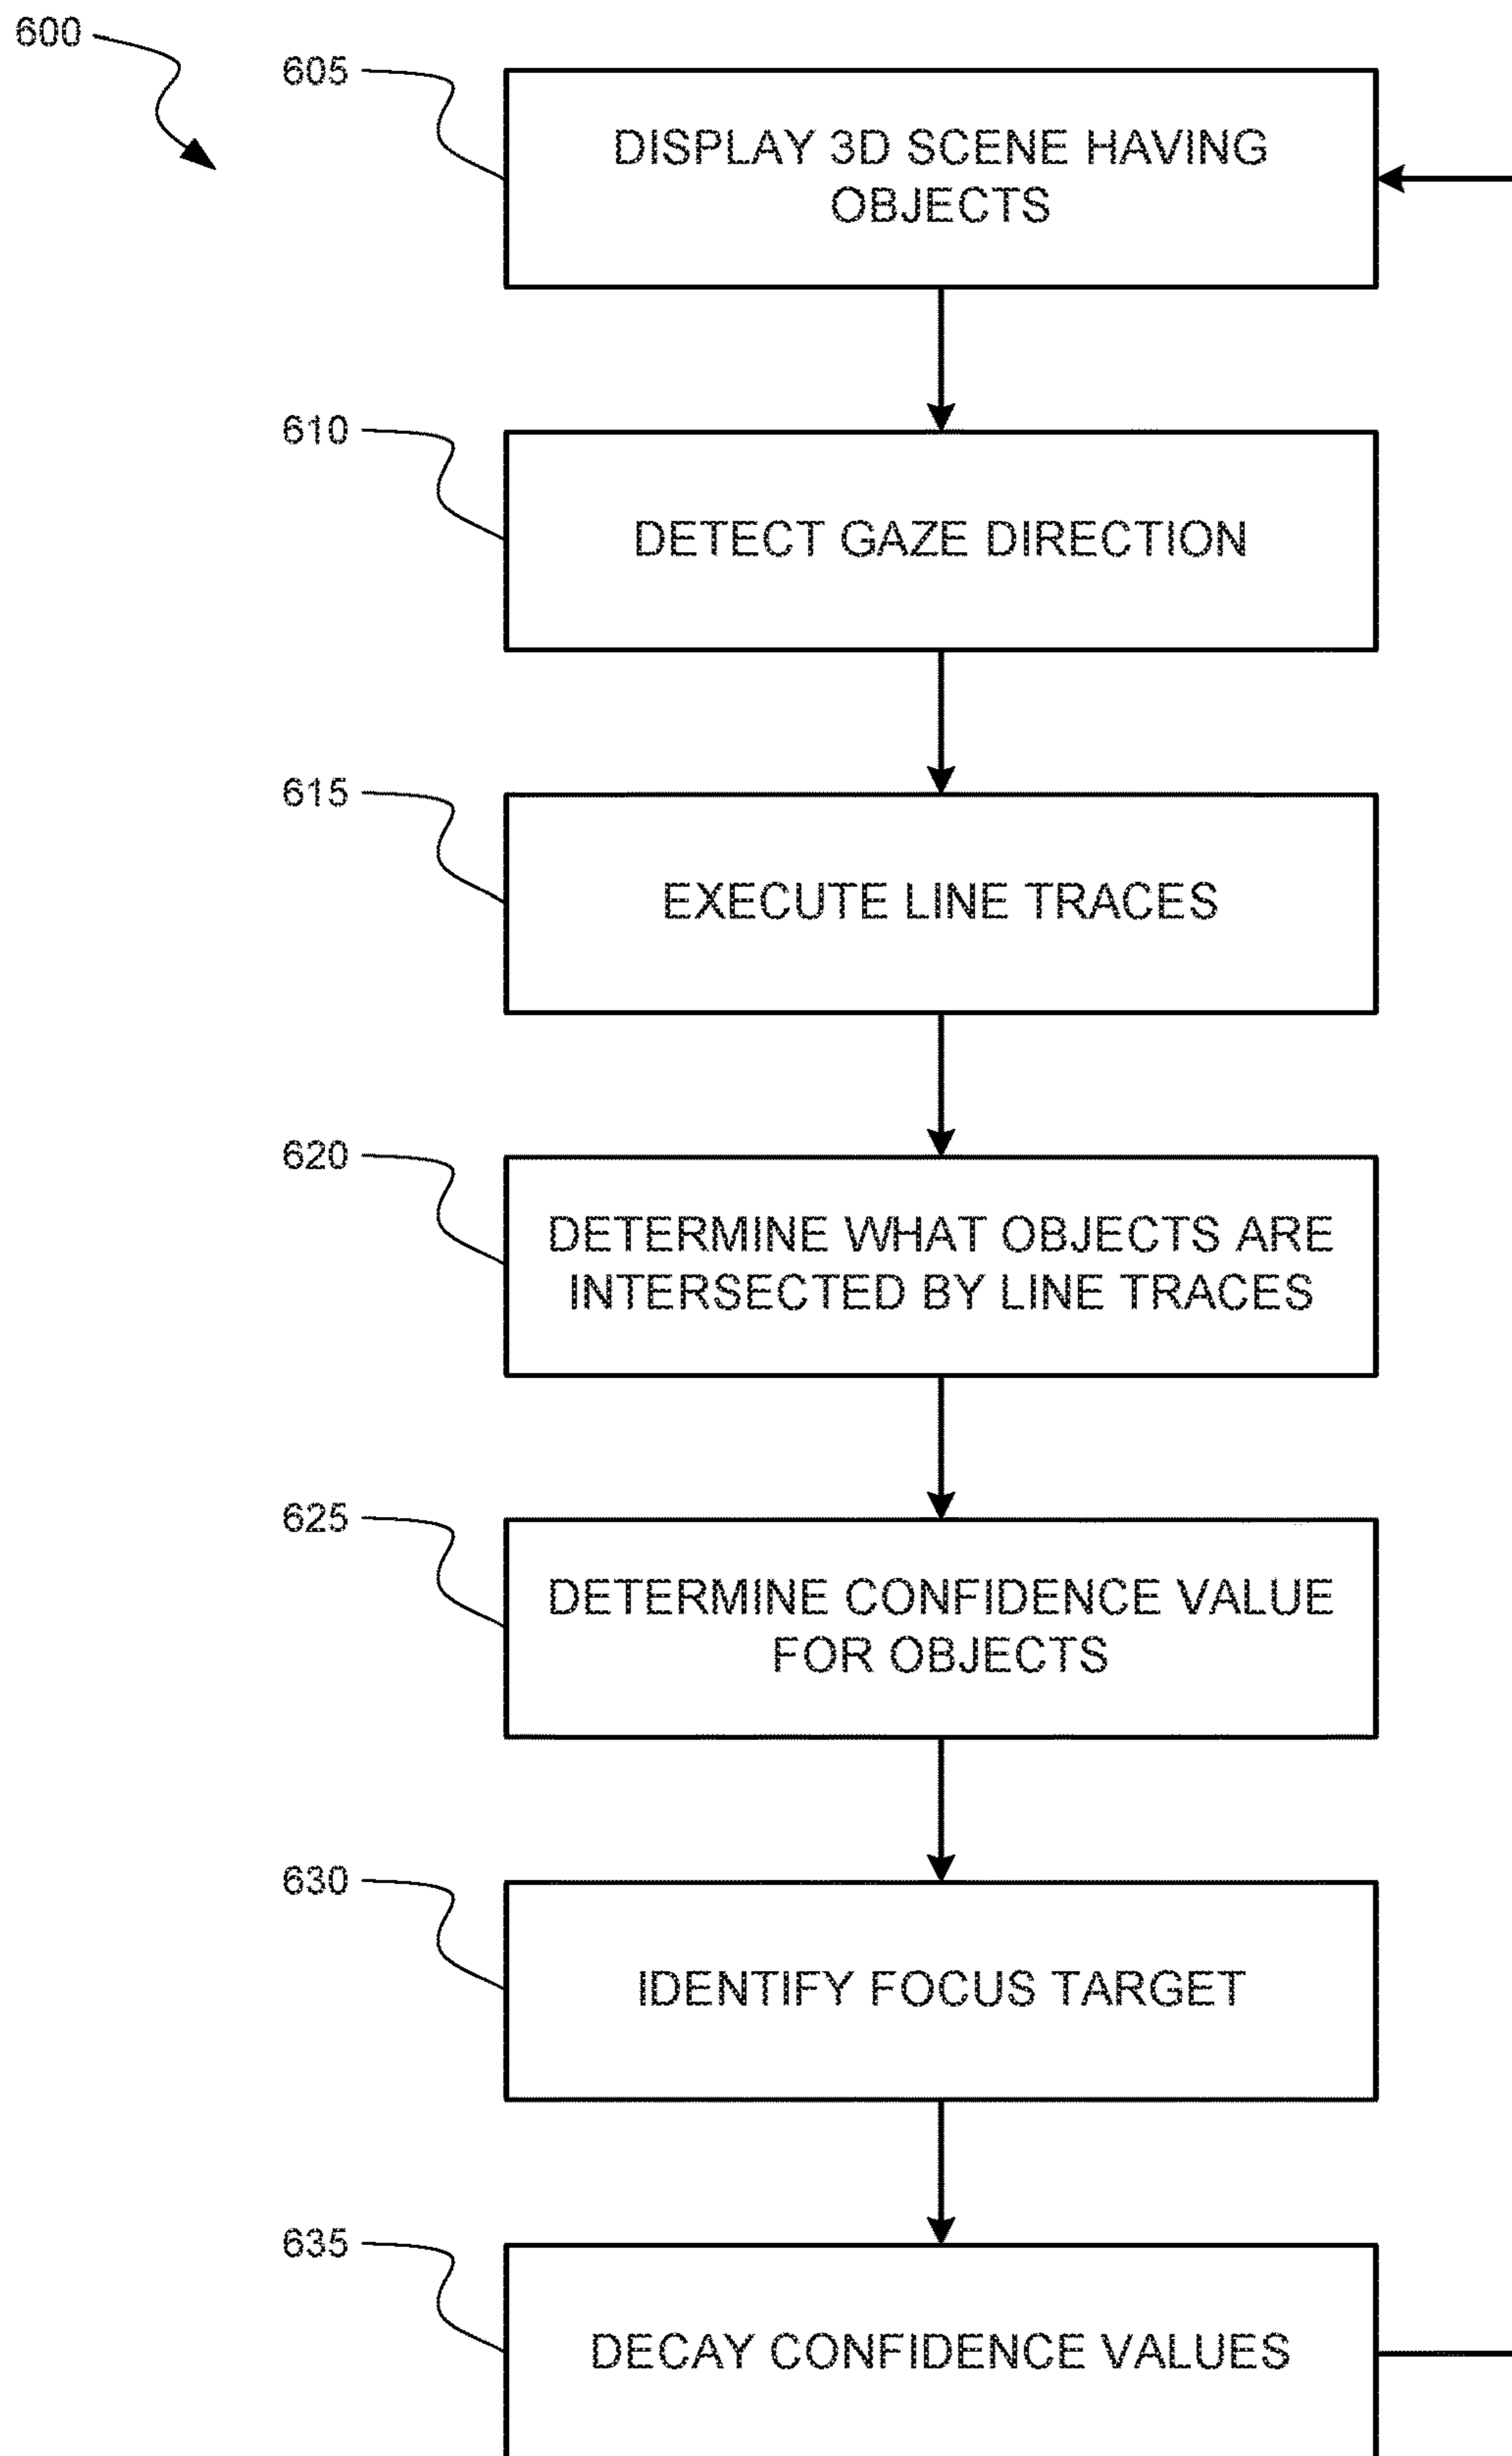 600
605
DISPLAY 3D SCENE HAVING
OBJECTS
610
DETECT GAZE DIRECTION
615
EXECUTE LINE TRACES
620
DETERMINE WHAT OBJECTS ARE
INTERSECTED BY LINE TRACES
625
DETERMINE CONFIDENCE VALUE
FOR OBJECTS
630
IDENTIFY FOCUS TARGET
635
DECAY CONFIDENCE VALUES